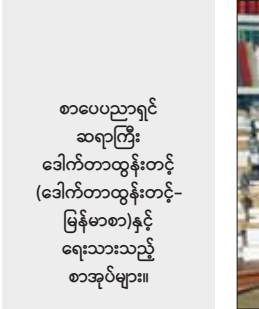 စာပေပညာရှင်
ဆရာကြီး
ဒေါက်တာထွန်းတင့်
(ဒေါက်တာထွန်းတင့်–
မြန်မာစာ)နှင့်
ရေးသားသည့်
စာအုပ်များ။